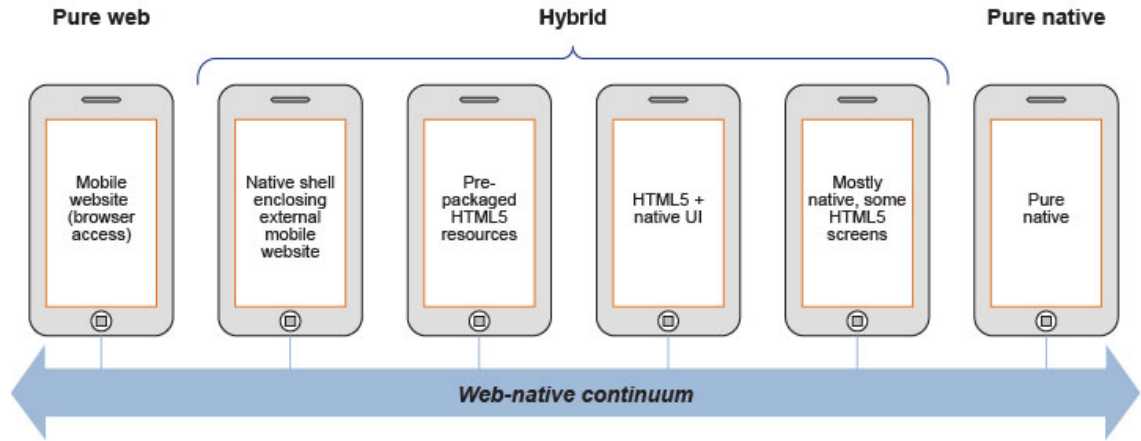 Pure web
Hybrid
Pure native
Mobile
website
(browser
access)
Native shell
enclosing
external
mobile
website
Pre-
packaged
HTML5
resources
HTML5 +
native UI
Mostly
native, some
HTML5
screens
Pure
native
Web-native continuum